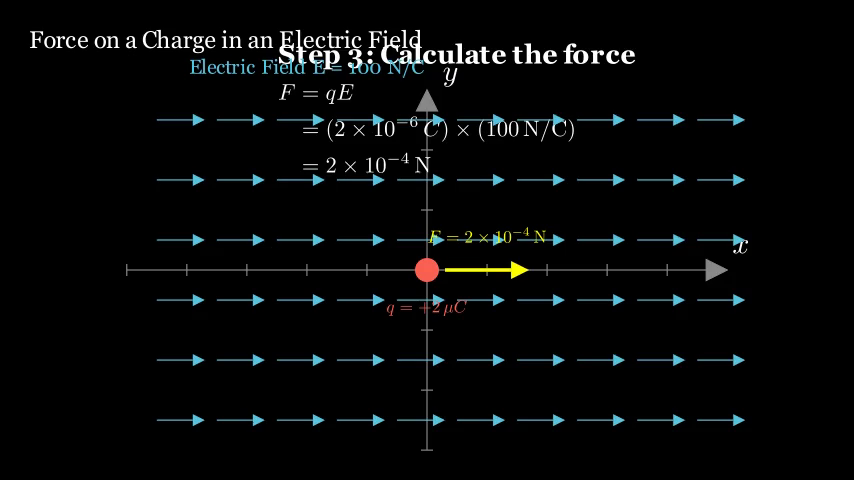 Force on a Charge in an Electric Field
Step 3: Calculate the force
Electric Field E = 100 N/C
y
F = qE
= (2 × 10⁻⁶ C) × (100 N/C)
= 2 × 10⁻⁴ N
F = 2 × 10⁻⁴ N
x
q = +2 μC